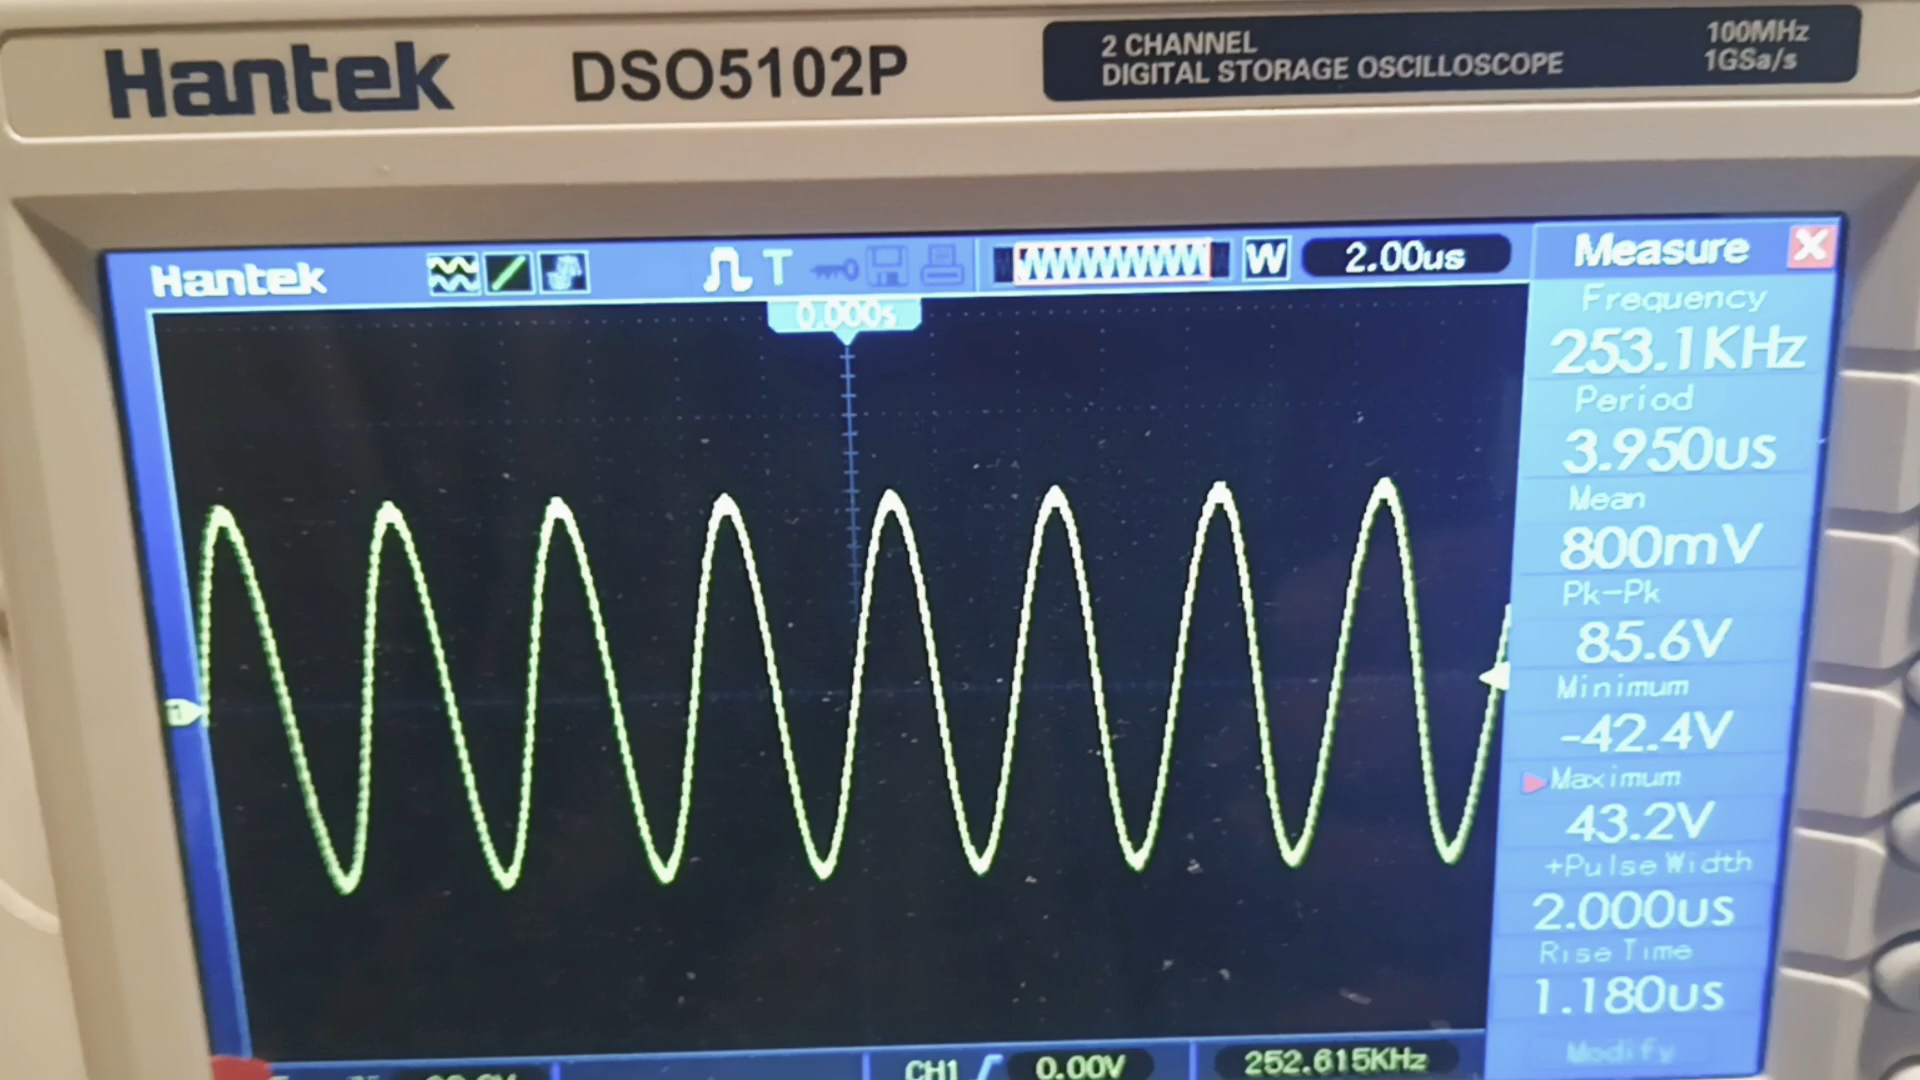 Hantek DSO5102P
2 CHANNEL
DIGITAL STORAGE OSCILLOSCOPE
100MHz
1GSa/s
Hantek T W 2.00us
0.000s
Measure X
Frequency
253.1KHz
Period
3.950us
Mean
800mV
Pk-Pk
85.6V
Minimum
-42.4V
Maximum
43.2V
+Pulse Width
2.000us
Rise Time
1.180us
Modify
CH1 0.00V 252.615KHz